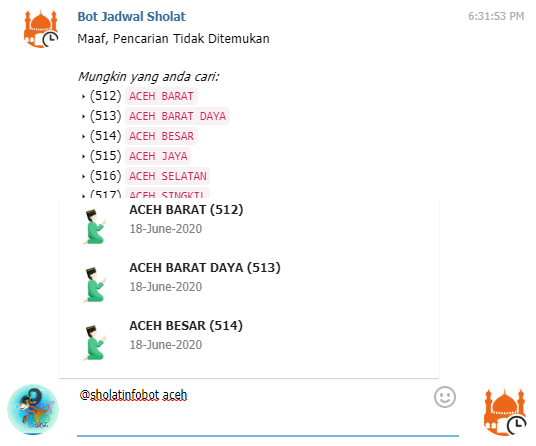 Bot Jadwal Sholat
6:31:53 PM
Maaf, Pencarian Tidak Ditemukan
Mungkin yang anda cari:
‣ (512) ACEH BARAT
‣ (513) ACEH BARAT DAYA
‣ (514) ACEH BESAR
‣ (515) ACEH JAYA
‣ (516) ACEH SELATAN
‣ (517) ACEH SINGKIL
ACEH BARAT (512)
18-June-2020
ACEH BARAT DAYA (513)
18-June-2020
ACEH BESAR (514)
18-June-2020
@sholatinfobot aceh